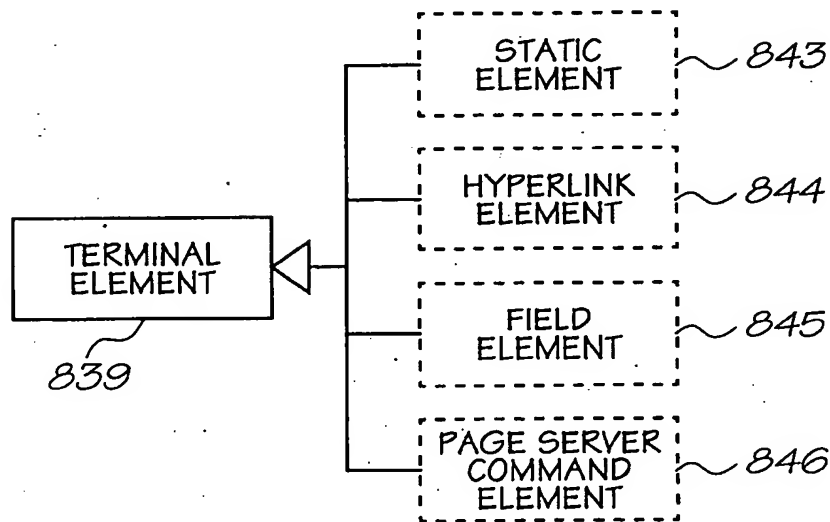 STATIC
ELEMENT
843
HYPERLINK
ELEMENT
844
TERMINAL
ELEMENT
839
FIELD
ELEMENT
845
PAGE SERVER
COMMAND
ELEMENT
846